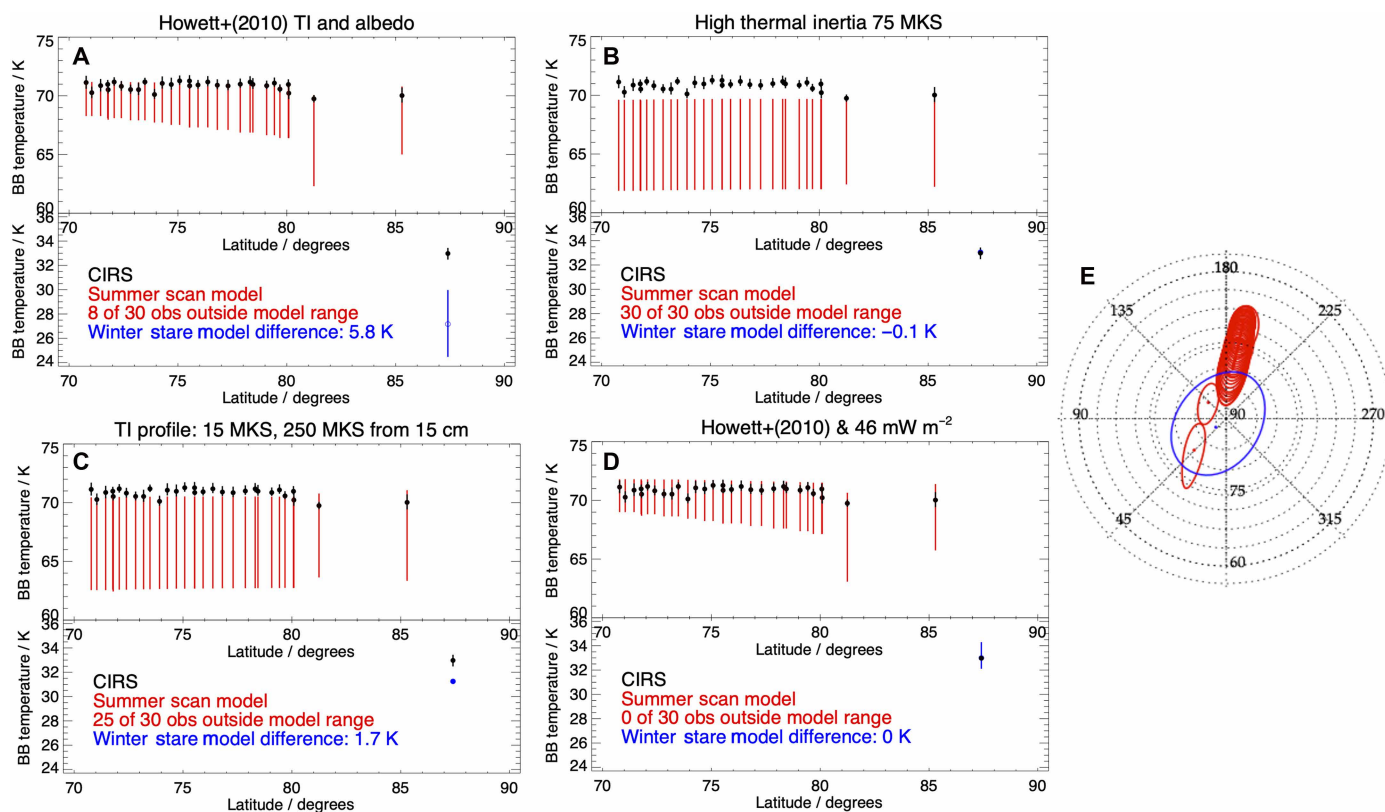 Howett+(2010) TI and albedo
A
75
70
65
60
BB temperature / K
70 75 80 85 90
Latitude / degrees
36
34
32
30
28
26
24
BB temperature / K
CIRS
Summer scan model
8 of 30 obs outside model range
Winter stare model difference: 5.8 K
70 75 80 85 90
Latitude / degrees
High thermal inertia 75 MKS
B
75
70
65
60
BB temperature / K
70 75 80 85 90
Latitude / degrees
36
34
32
30
28
26
24
BB temperature / K
CIRS
Summer scan model
30 of 30 obs outside model range
Winter stare model difference: −0.1 K
70 75 80 85 90
Latitude / degrees
TI profile: 15 MKS, 250 MKS from 15 cm
C
75
70
65
60
BB temperature / K
70 75 80 85 90
Latitude / degrees
36
34
32
30
28
26
24
BB temperature / K
CIRS
Summer scan model
25 of 30 obs outside model range
Winter stare model difference: 1.7 K
70 75 80 85 90
Latitude / degrees
Howett+(2010) & 46 mW m⁻²
D
75
70
65
60
BB temperature / K
70 75 80 85 90
Latitude / degrees
36
34
32
30
28
26
24
BB temperature / K
CIRS
Summer scan model
0 of 30 obs outside model range
Winter stare model difference: 0 K
70 75 80 85 90
Latitude / degrees
E
180
135 225
90 90 270
75
45 315
60